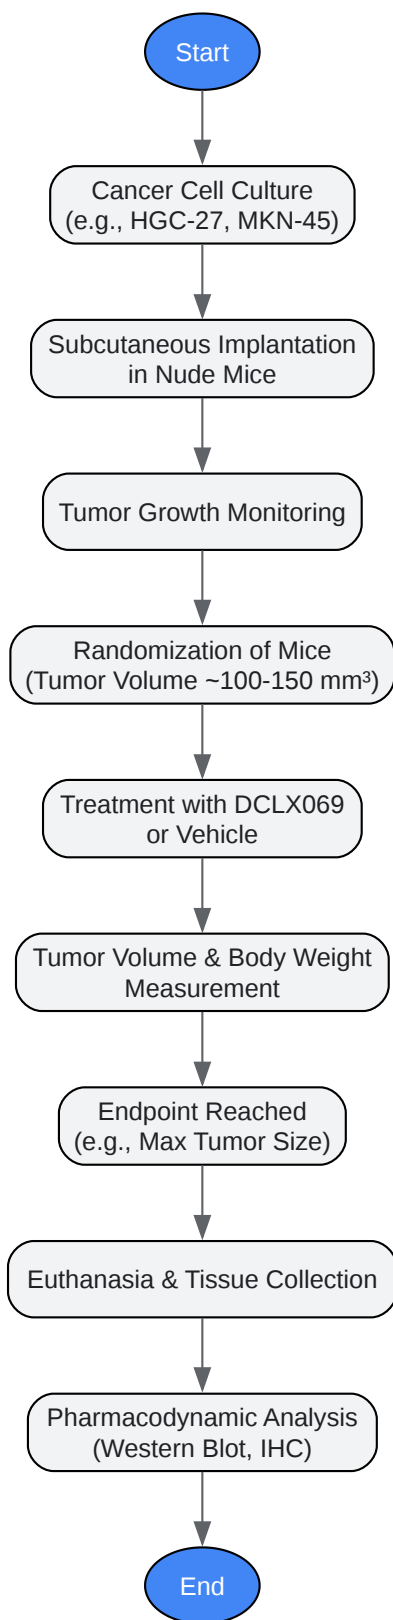 Start
Cancer Cell Culture
(e.g., HGC-27, MKN-45)
Subcutaneous Implantation
in Nude Mice
Tumor Growth Monitoring
Randomization of Mice
(Tumor Volume ~100-150 mm³)
Treatment with DCLX069
or Vehicle
Tumor Volume & Body Weight
Measurement
Endpoint Reached
(e.g., Max Tumor Size)
Euthanasia & Tissue Collection
Pharmacodynamic Analysis
(Western Blot, IHC)
End